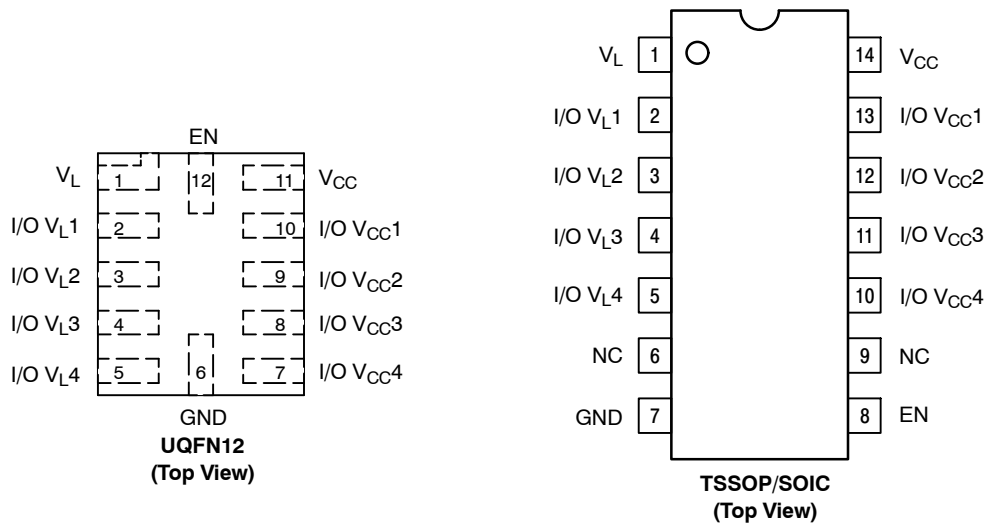 EN
V_L 1 12 11 V_CC
I/O V_L1 2 10 I/O V_CC1
I/O V_L2 3 9 I/O V_CC2
I/O V_L3 4 8 I/O V_CC3
I/O V_L4 5 6 7 I/O V_CC4
GND
UQFN12
(Top View)
V_L 1 14 V_CC
I/O V_L1 2 13 I/O V_CC1
I/O V_L2 3 12 I/O V_CC2
I/O V_L3 4 11 I/O V_CC3
I/O V_L4 5 10 I/O V_CC4
NC 6 9 NC
GND 7 8 EN
TSSOP/SOIC
(Top View)